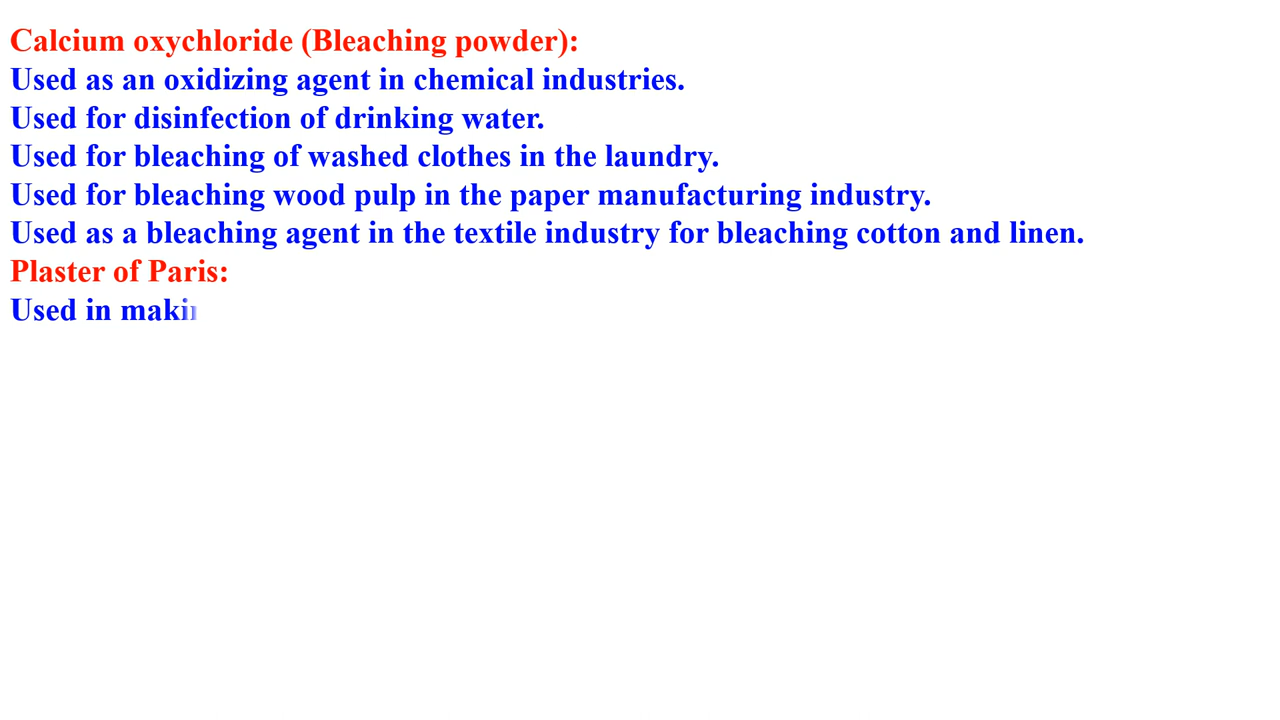 Calcium oxychloride (Bleaching powder):
Used as an oxidizing agent in chemical industries.
Used for disinfection of drinking water.
Used for bleaching of washed clothes in the laundry.
Used for bleaching wood pulp in the paper manufacturing industry.
Used as a bleaching agent in the textile industry for bleaching cotton and linen.
Plaster of Paris:
Used in makin